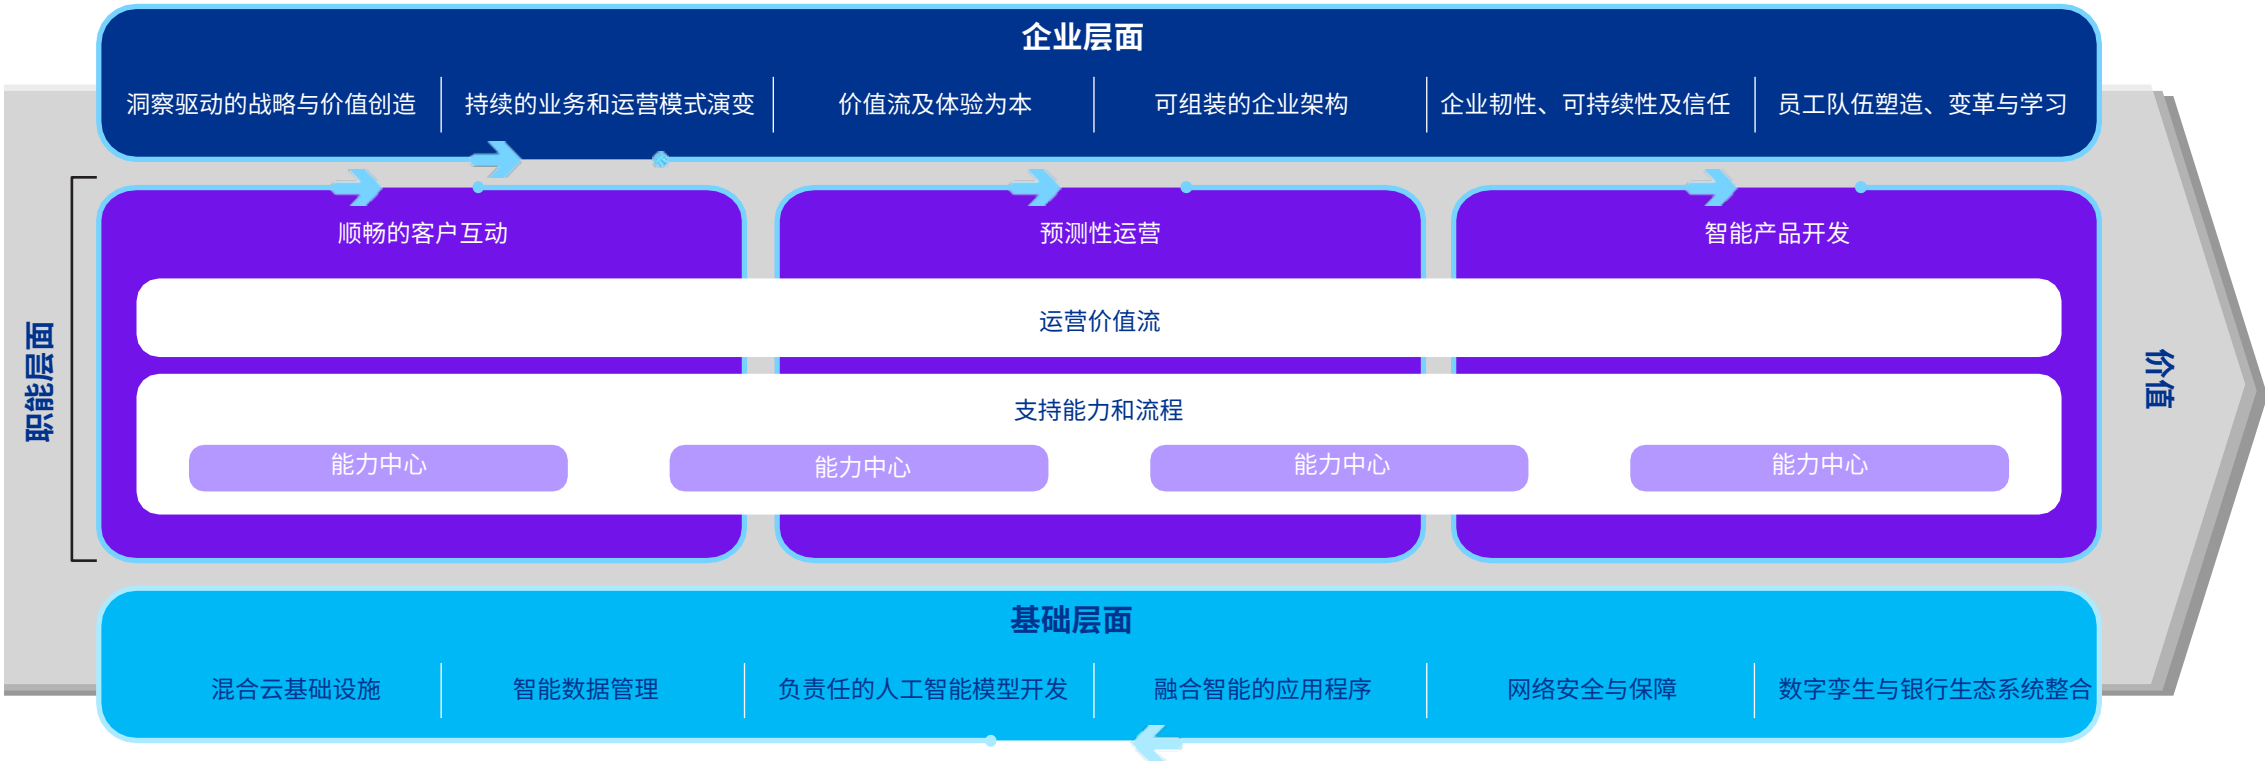 企业层面
洞察驱动的战略与价值创造
持续的业务和运营模式演变
价值流及体验为本
可组装的企业架构
企业韧性、可持续性及信任
员工队伍塑造、变革与学习
职能层面
顺畅的客户互动
预测性运营
智能产品开发
运营价值流
支持能力和流程
能力中心
能力中心
能力中心
能力中心
价值
基础层面
混合云基础设施
智能数据管理
负责任的人工智能模型开发
融合智能的应用程序
网络安全与保障
数字孪生与银行生态系统整合